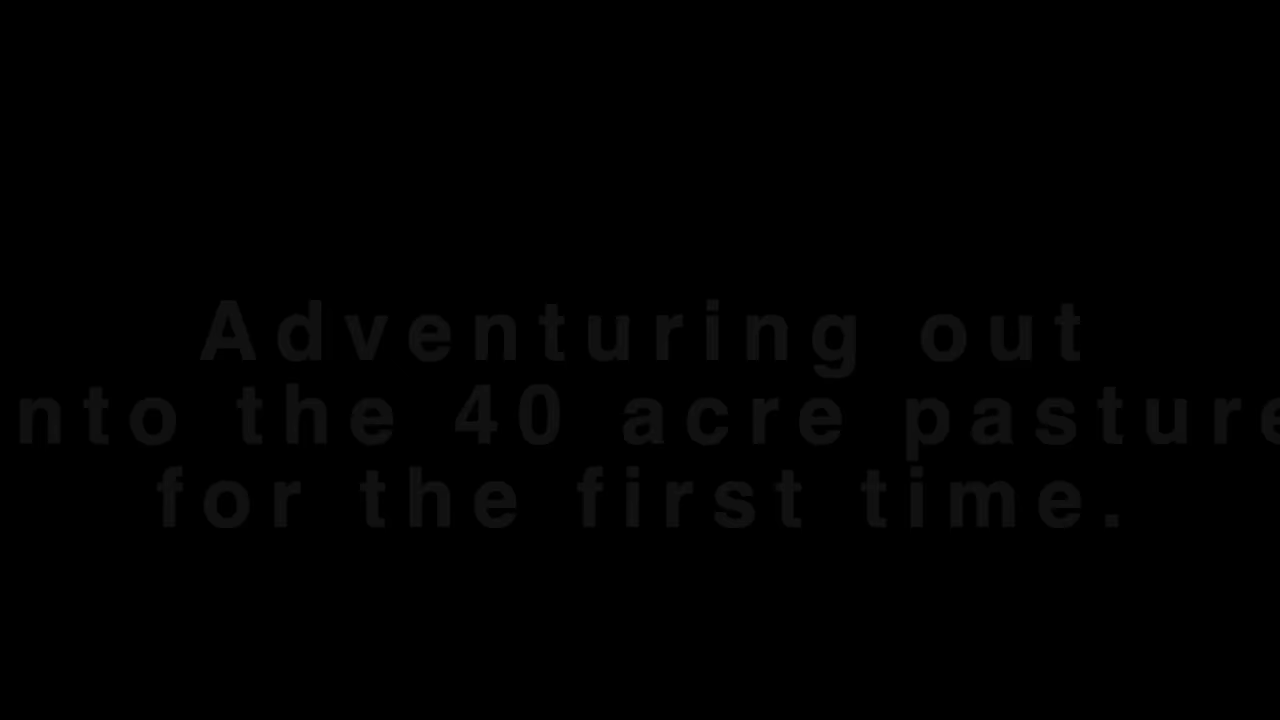 Adventuring out
nto the 40 acre pasture
for the first time.